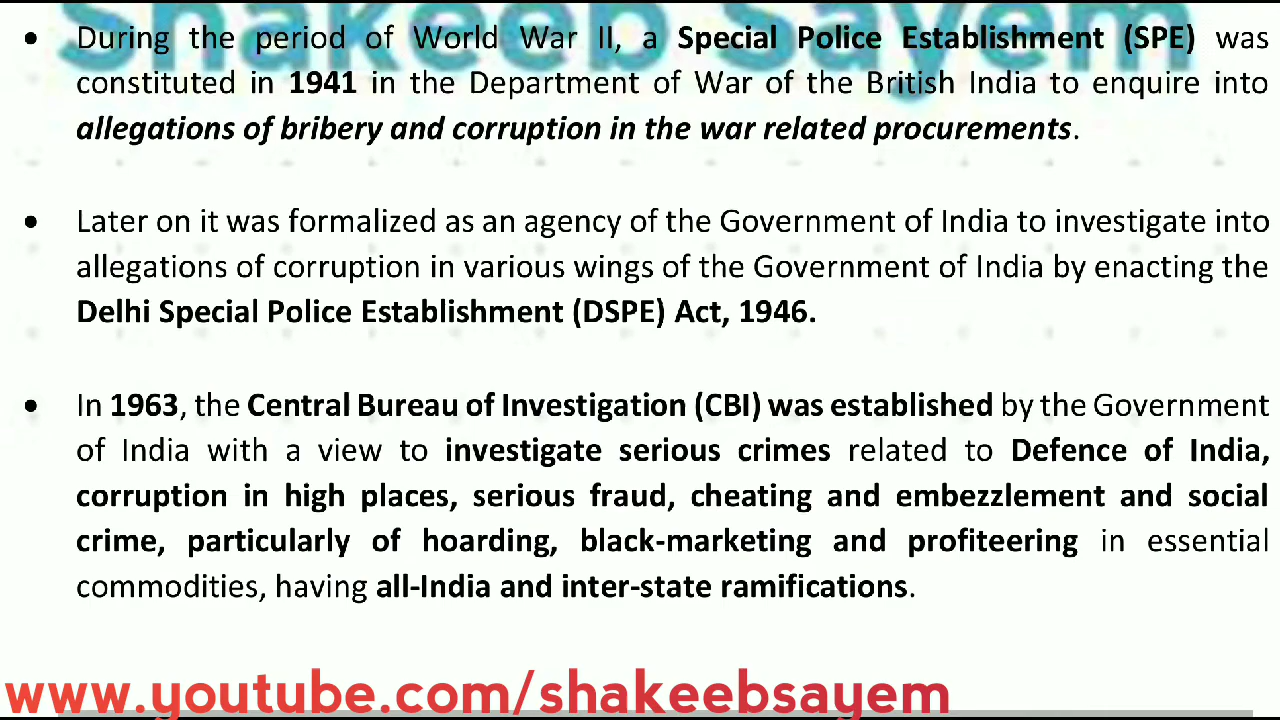 Shakeeb Sayem
During the period of World War II, a Special Police Establishment (SPE) was
constituted in 1941 in the Department of War of the British India to enquire into
allegations of bribery and corruption in the war related procurements.
Later on it was formalized as an agency of the Government of India to investigate into
allegations of corruption in various wings of the Government of India by enacting the
Delhi Special Police Establishment (DSPE) Act, 1946.
In 1963, the Central Bureau of Investigation (CBI) was established by the Government
of India with a view to investigate serious crimes related to Defence of India,
corruption in high places, serious fraud, cheating and embezzlement and social
crime, particularly of hoarding, black-marketing and profiteering in essential
commodities, having all-India and inter-state ramifications.
www.youtube.com/shakeebsayem